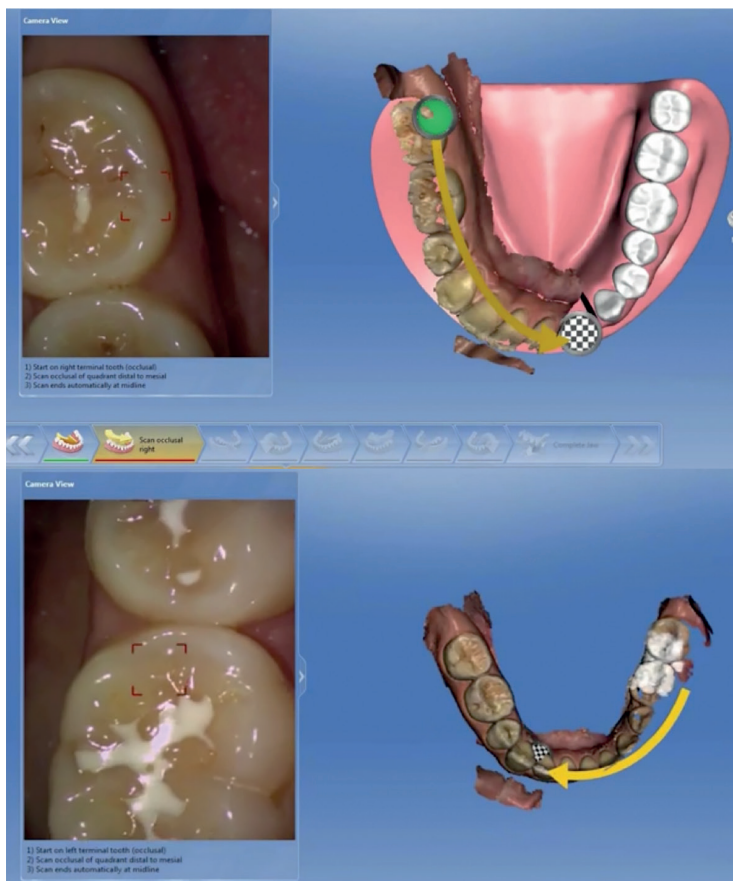 Camera View
1) Start on right terminal tooth (occlusal)
2) Scan occlusal of quadrant distal to mesial
3) Scan ends automatically at midline
Scan occlusal
right
Complete two
Camera View
1) Start on left terminal tooth (occlusal)
2) Scan occlusal of quadrant distal to mesial
3) Scan ends automatically at midline